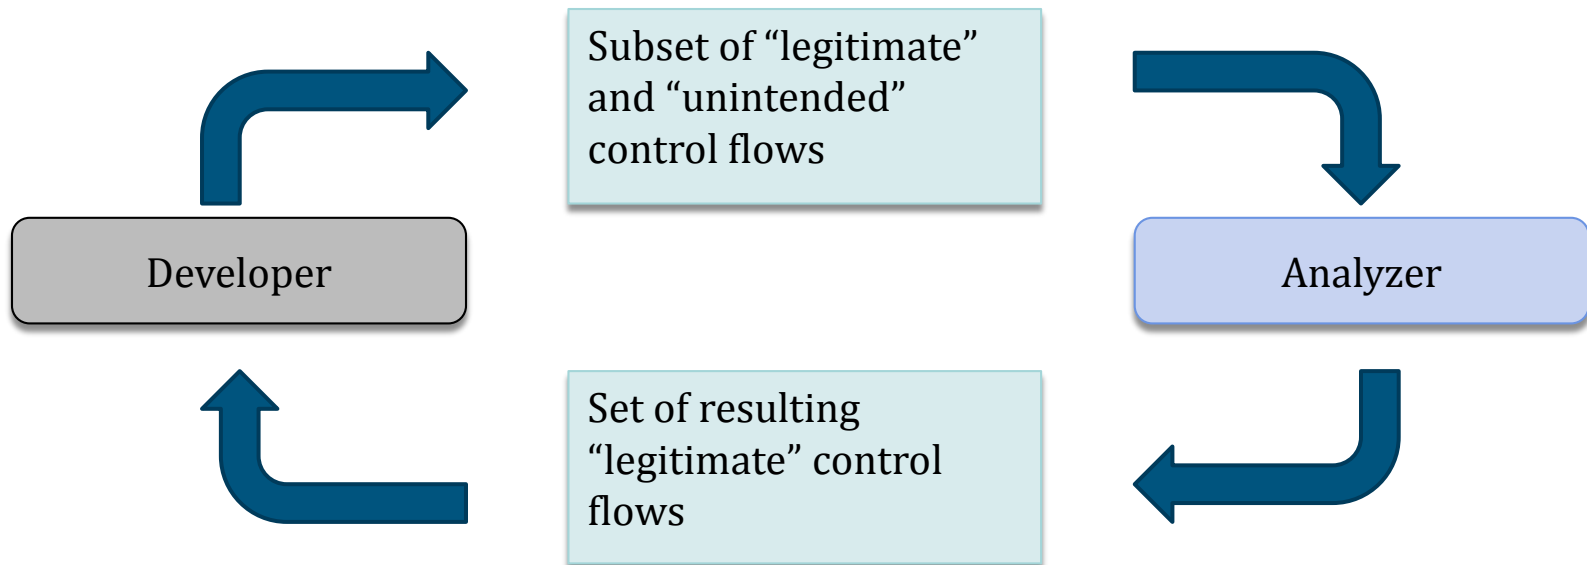 Subset of “legitimate”
and “unintended”
control flows
Developer
Analyzer
Set of resulting
“legitimate” control
flows